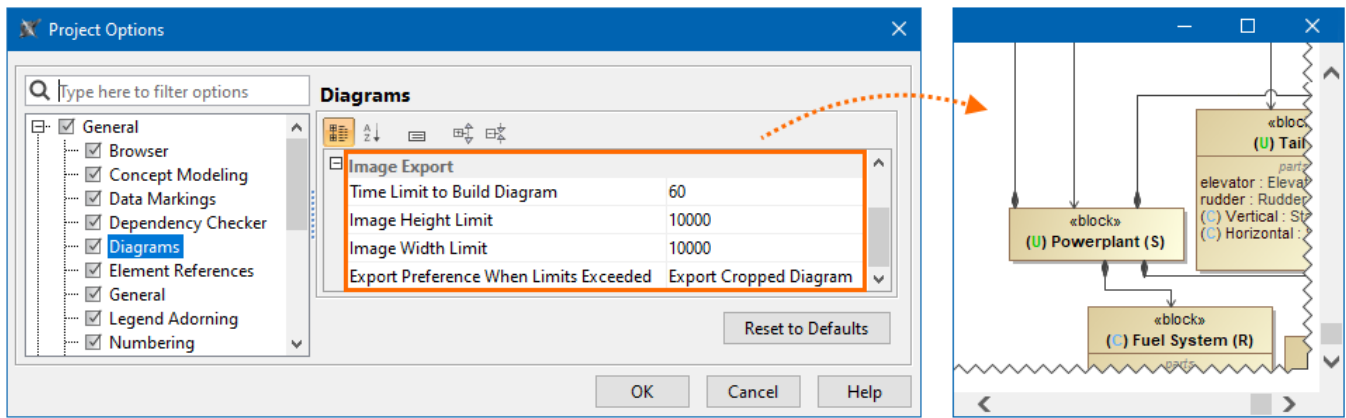 Project Options
Type here to filter options
General
Browser
Concept Modeling
Data Markings
Dependency Checker
Diagrams
Element References
General
Legend Adorning
Numbering
Diagrams
Image Export
Time Limit to Build Diagram 60
Image Height Limit 10000
Image Width Limit 10000
Export Preference When Limits Exceeded Export Cropped Diagram
Reset to Defaults
OK Cancel Help
«bloc
(U) Tail
parts
elevator : Elevat
rudder : Rudder
(C) Vertical : Sta
(C) Horizontal :
«block»
(U) Powerplant (S)
«block»
(C) Fuel System (R)
parts